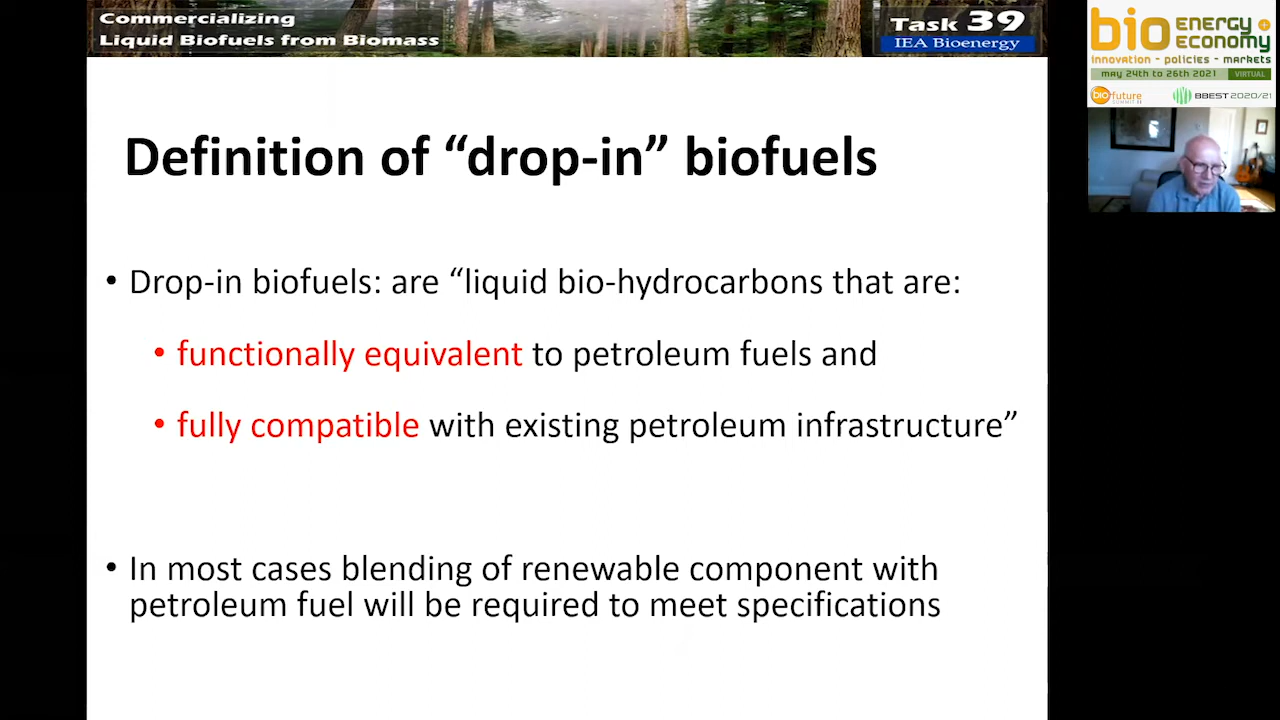 Commercializing
Liquid Biofuels from Biomass
Task 39
IEA Bioenergy
Definition of “drop-in” biofuels
• Drop-in biofuels: are “liquid bio-hydrocarbons that are:
• functionally equivalent to petroleum fuels and
• fully compatible with existing petroleum infrastructure”
• In most cases blending of renewable component with
petroleum fuel will be required to meet specifications
bio ENERGY +
ECONOMY
innovation - policies - markets
may 24th to 26th 2021 VIRTUAL
biofuture
SUMMIT II
BBEST 2020/21